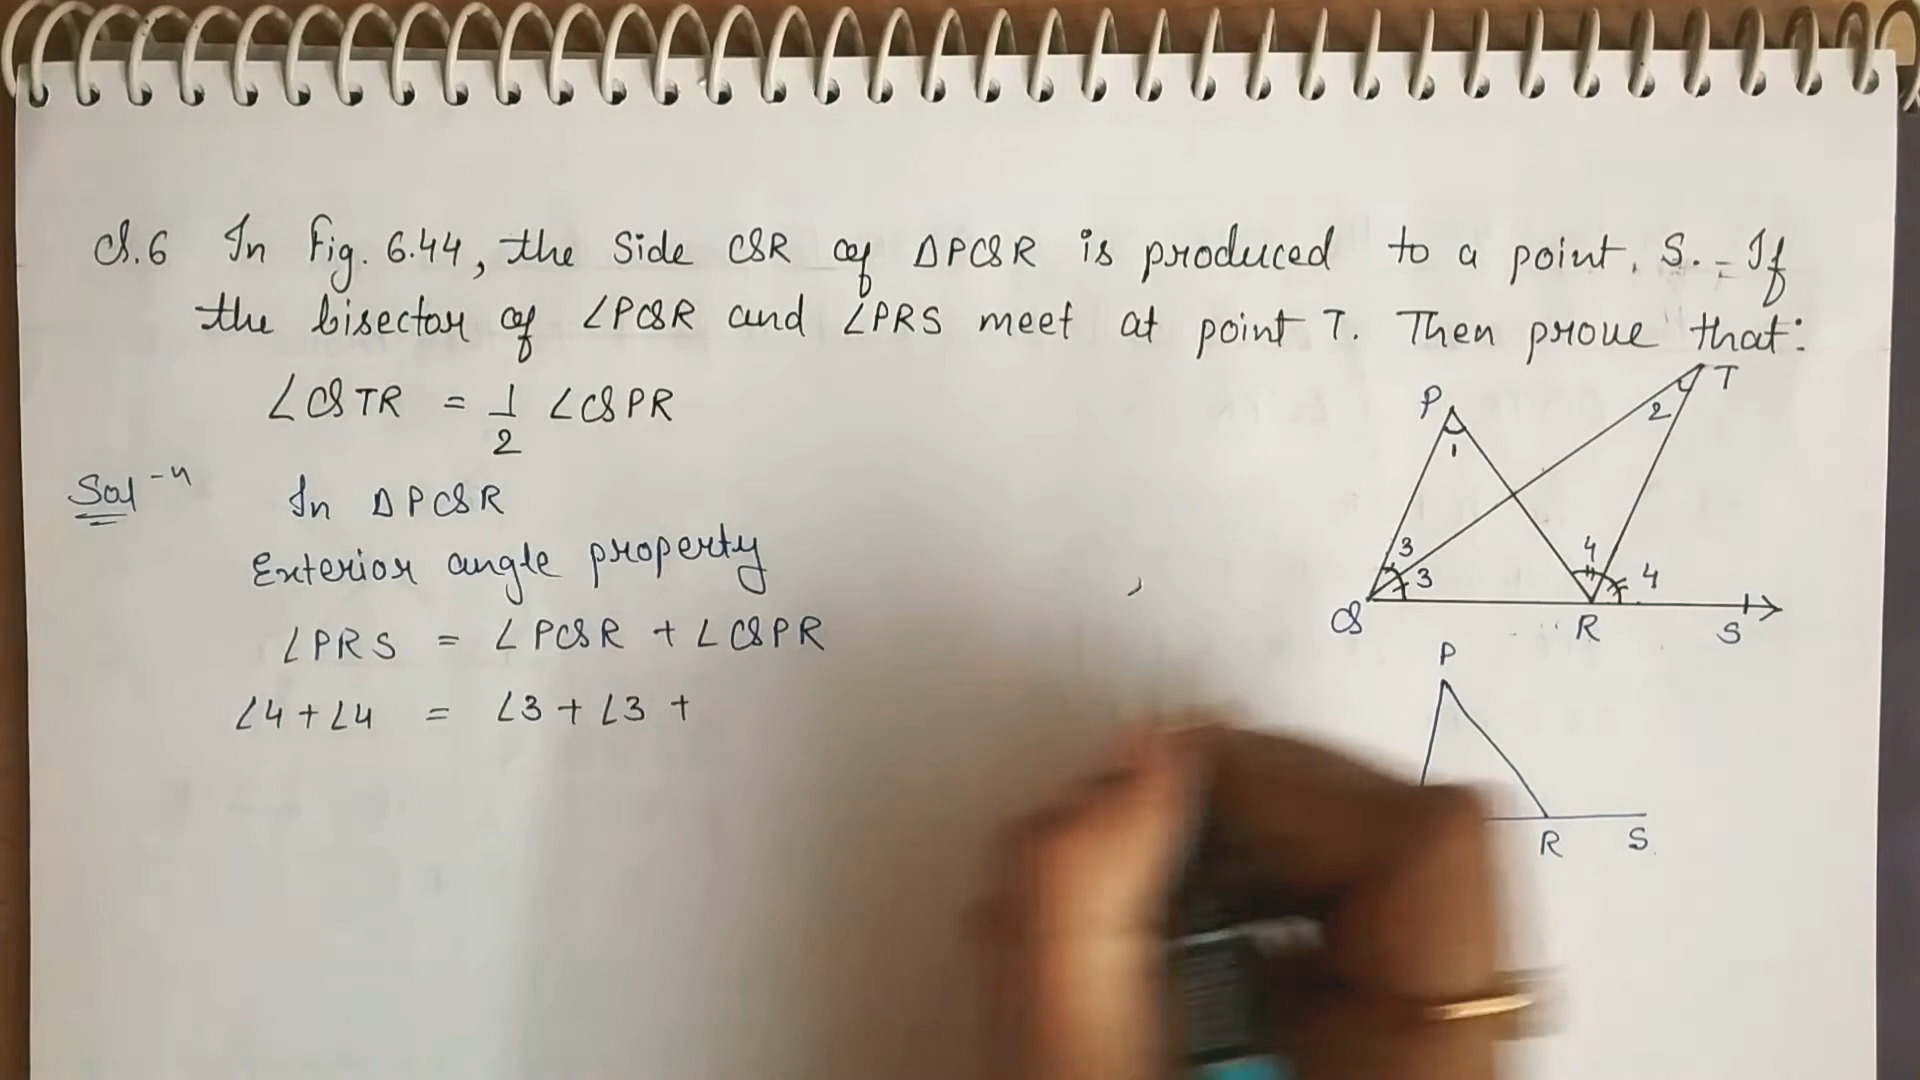 Q.6 In Fig. 6.44, the Side QR of ΔPQR is produced to a point S. If
the bisector of ∠PQR and ∠PRS meet at point T. Then prove that:
∠QTR = 1/2 ∠QPR
Sol-n In ΔPQR
Exterior angle property
∠PRS = ∠PQR + ∠QPR
∠4 + ∠4 = ∠3 + ∠3 +
T
P
2
1
3
4
3
4
Q
R
S
P
R
S